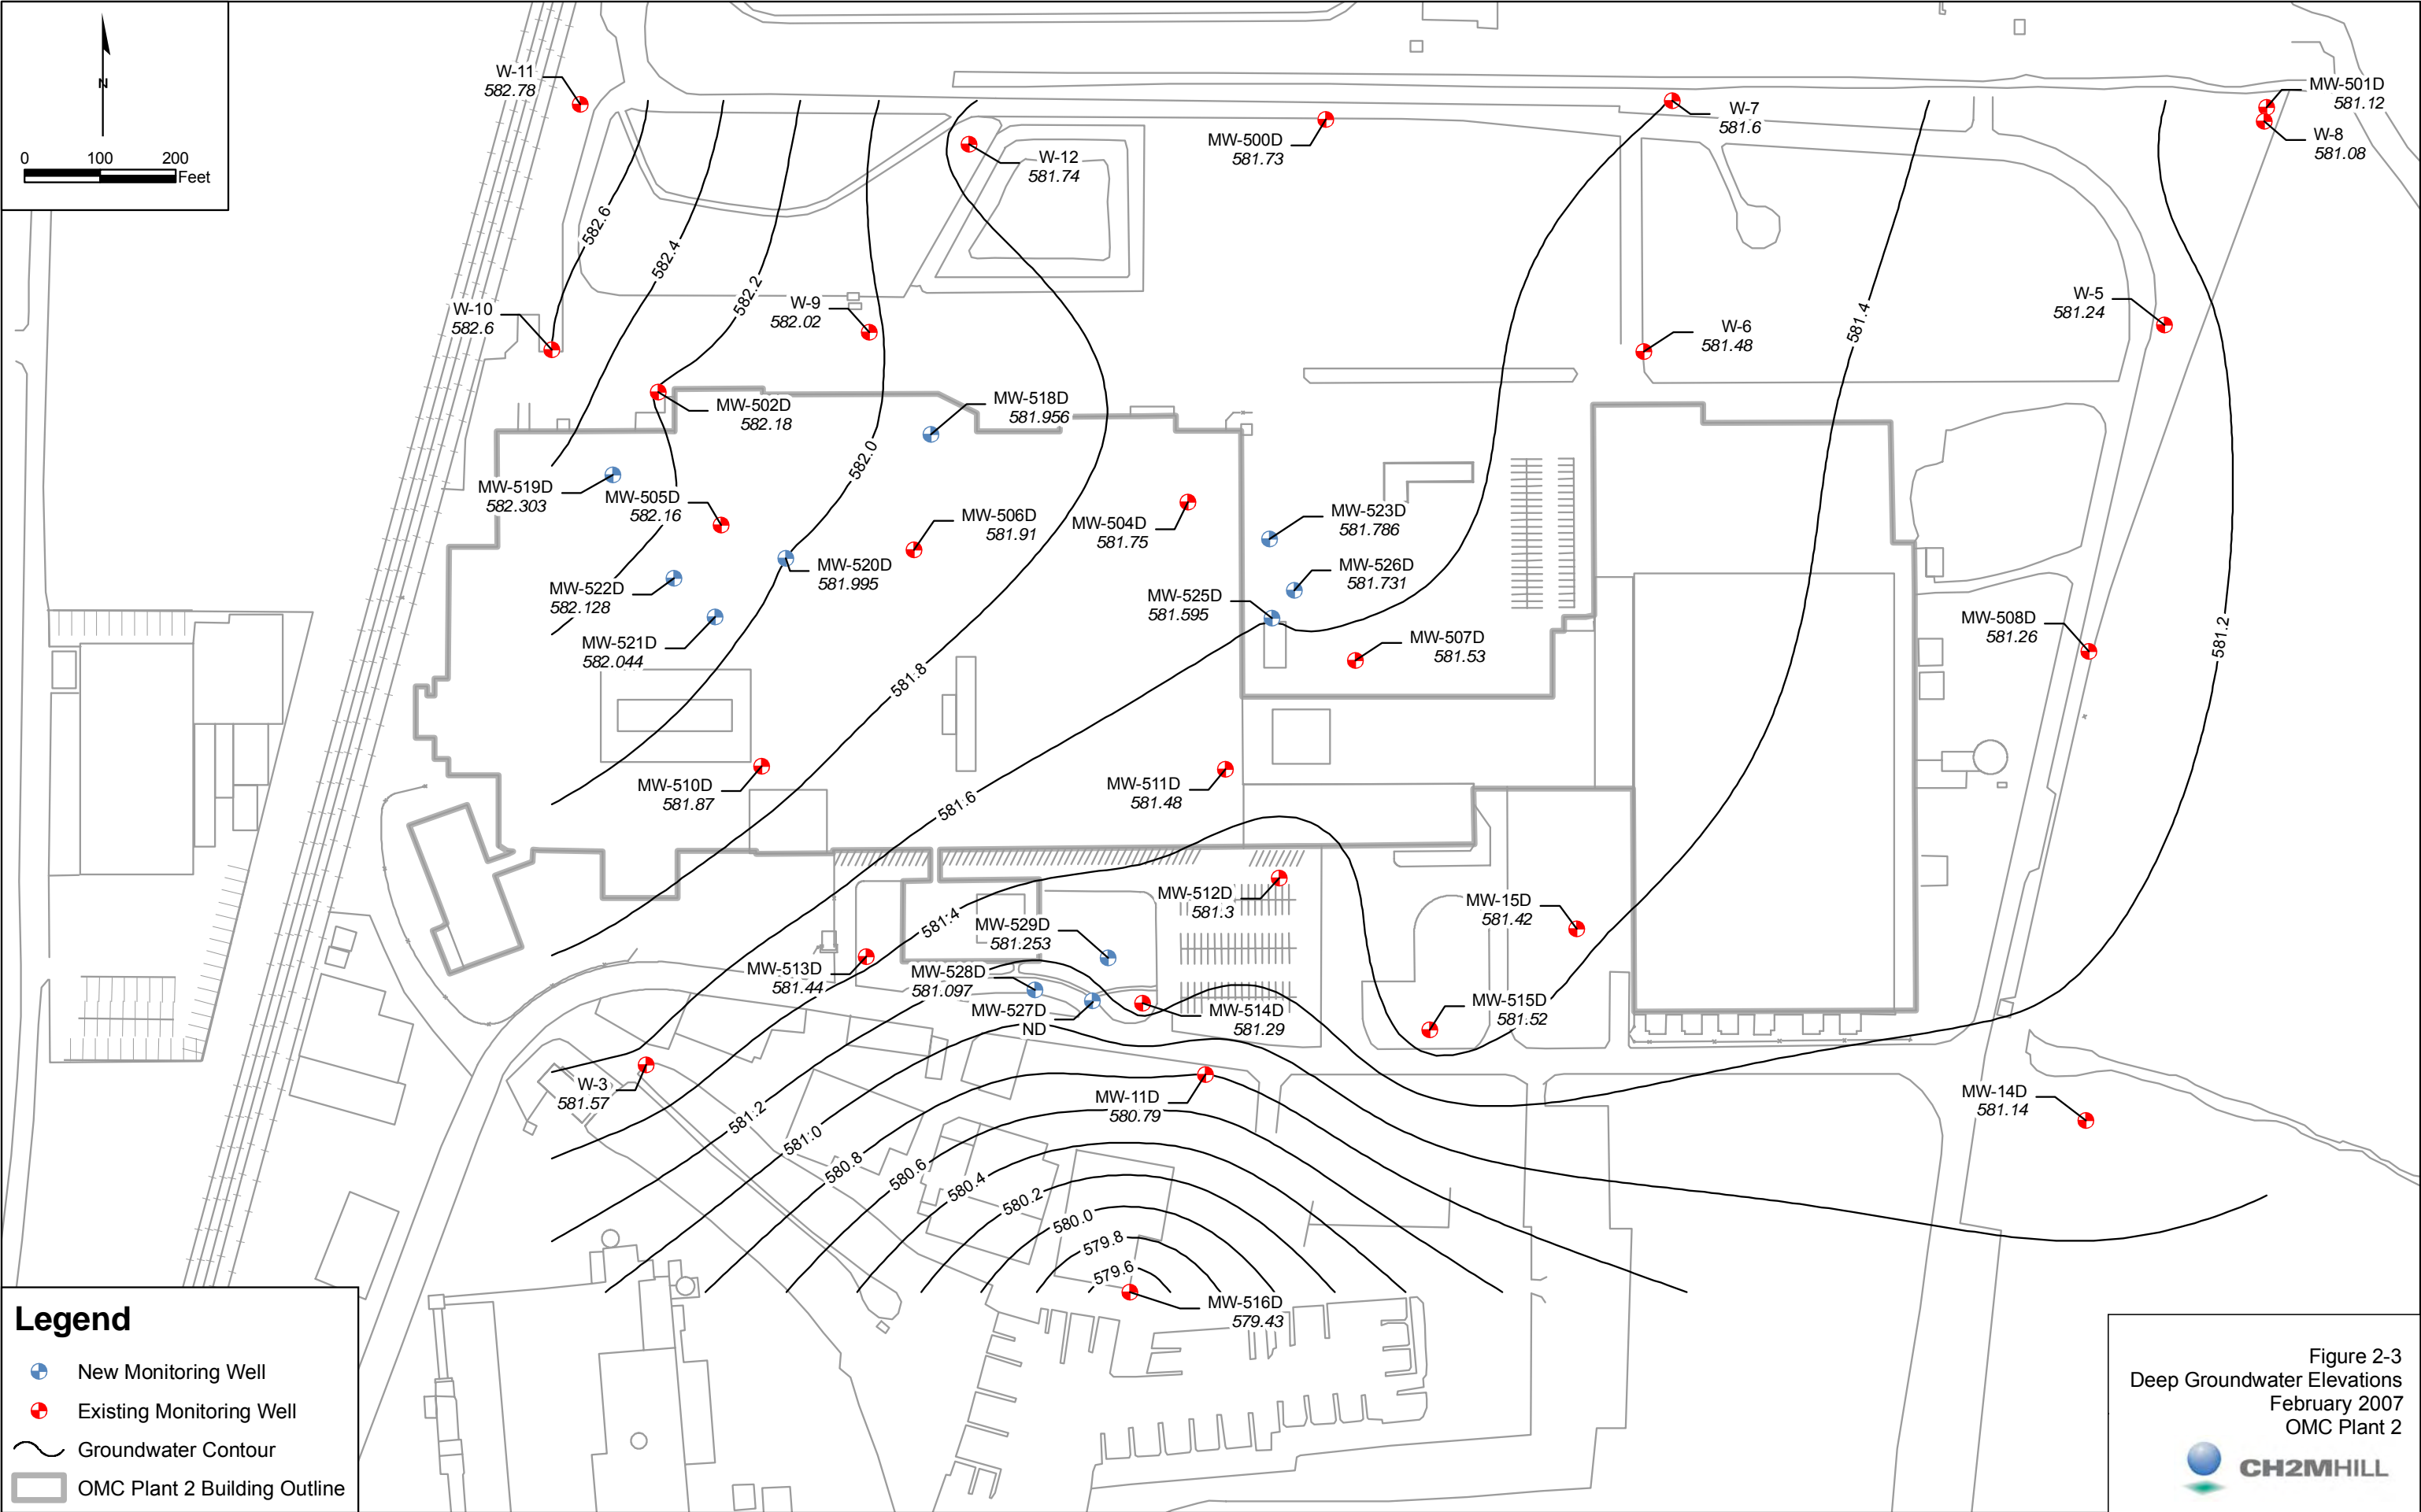 N
0 100 200
Feet
W-11
582.78
MW-501D
581.12
W-7
581.6
W-8
581.08
MW-500D
581.73
W-12
581.74
582.6
582.4
582.2
W-10
582.6
W-9
582.02
W-5
581.24
W-6
581.48
581.4
MW-502D
582.18
MW-518D
581.956
582.0
MW-519D
582.303
MW-505D
582.16
MW-506D
581.91
MW-504D
581.75
MW-523D
581.786
MW-520D
581.995
MW-526D
581.731
MW-522D
582.128
MW-525D
581.595
MW-521D
582.044
MW-507D
581.53
MW-508D
581.26
581.2
581.8
MW-510D
581.87
581.6
MW-511D
581.48
MW-512D
581.3
MW-15D
581.42
581.4
MW-529D
581.253
MW-513D
581.44
MW-528D
581.097
MW-527D
ND
MW-514D
581.29
MW-515D
581.52
W-3
581.57
MW-11D
580.79
MW-14D
581.14
581.2
581.0
580.8
580.6
580.4
580.2
580.0
579.8
579.6
MW-516D
579.43
Legend
New Monitoring Well
Existing Monitoring Well
Groundwater Contour
OMC Plant 2 Building Outline
Figure 2-3
Deep Groundwater Elevations
February 2007
OMC Plant 2
CH2MHILL